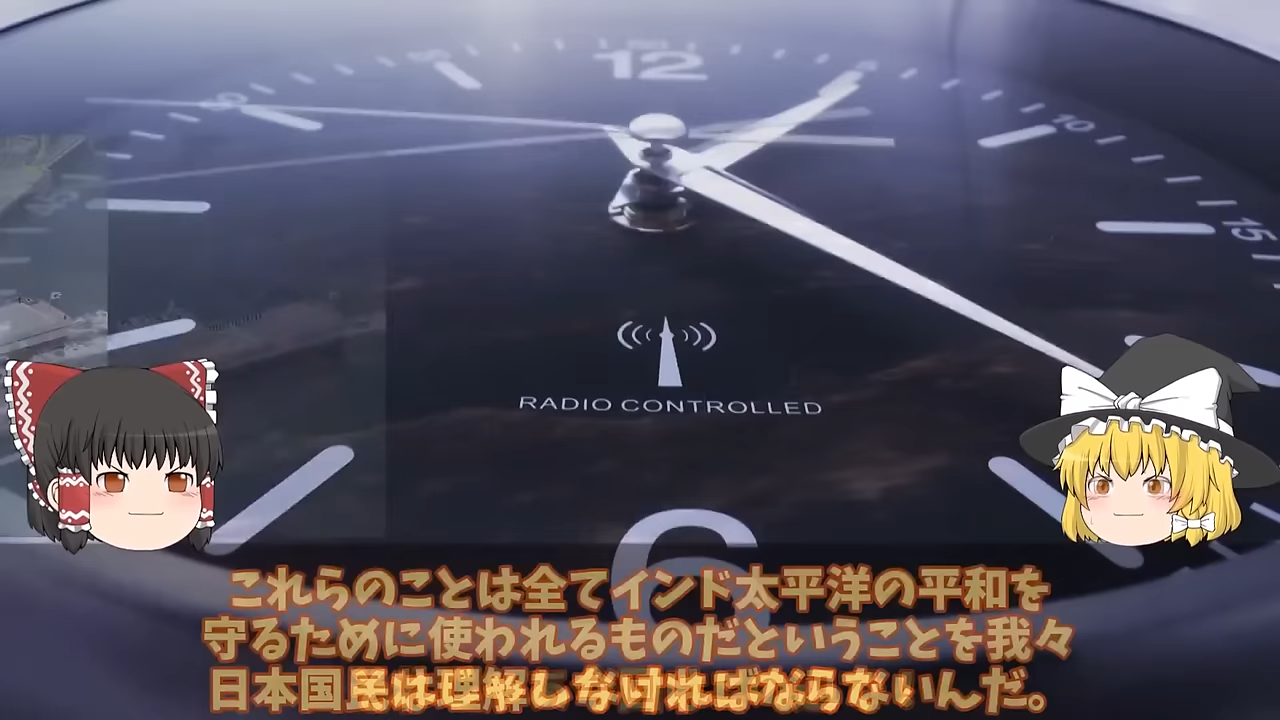 12
10
15
RADIO CONTROLLED
6
これらのことは全てインド太平洋の平和を
守るために使われるものだということを我々
日本国民は理解しなければならないんだ。